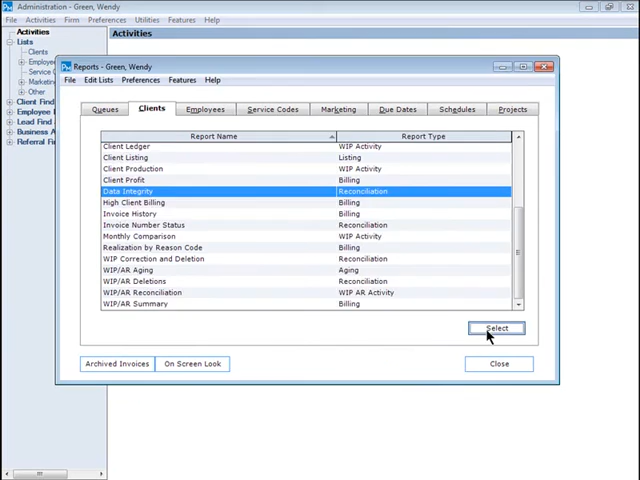 Administration - Green, Wendy
File Activities Firm Preferences Utilities Features Help
Activities
Activities
Lists
Clients
Employe
Service C
Marketin
Other
Client Find
Employee
Lead Find
Business A
Referral Fi
Reports - Green, Wendy
File Edit Lists Preferences Features Help
Queues Clients Employees Service Codes Marketing Due Dates Schedules Projects
Report Name Report Type
Client Ledger WIP Activity
Client Listing Listing
Client Production WIP Activity
Client Profit Billing
Data Integrity Reconciliation
High Client Billing Billing
Invoice History Billing
Invoice Number Status Reconciliation
Monthly Comparison WIP Activity
Realization by Reason Code Billing
WIP Correction and Deletion Reconciliation
WIP/AR Aging Aging
WIP/AR Deletions Reconciliation
WIP/AR Reconciliation WIP AR Activity
WIP/AR Summary Billing
Select
Archived Invoices On Screen Look Close